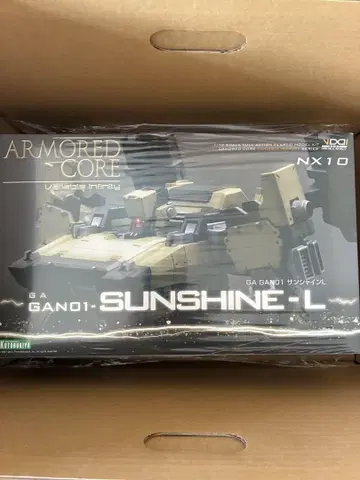 ARMORED
CORE
Variable Infinity
NX10
GA GAN01 サンシャインL
GA
GAN01-SUNSHINE-L
KOTOBUKIYA